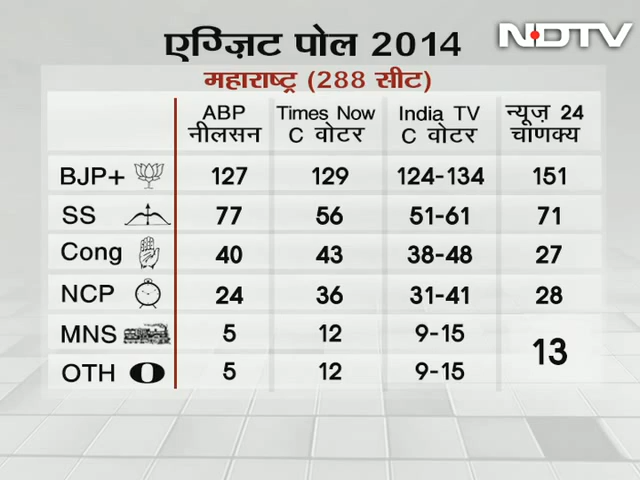 NDTV
एग्ज़िट पोल 2014
महाराष्ट्र (288 सीट)
ABP नीलसन Times Now C वोटर India TV C वोटर न्यूज़ 24 चाणक्य
BJP+ 127 129 124-134 151
SS 77 56 51-61 71
Cong 40 43 38-48 27
NCP 24 36 31-41 28
MNS 5 12 9-15 13
OTH 5 12 9-15